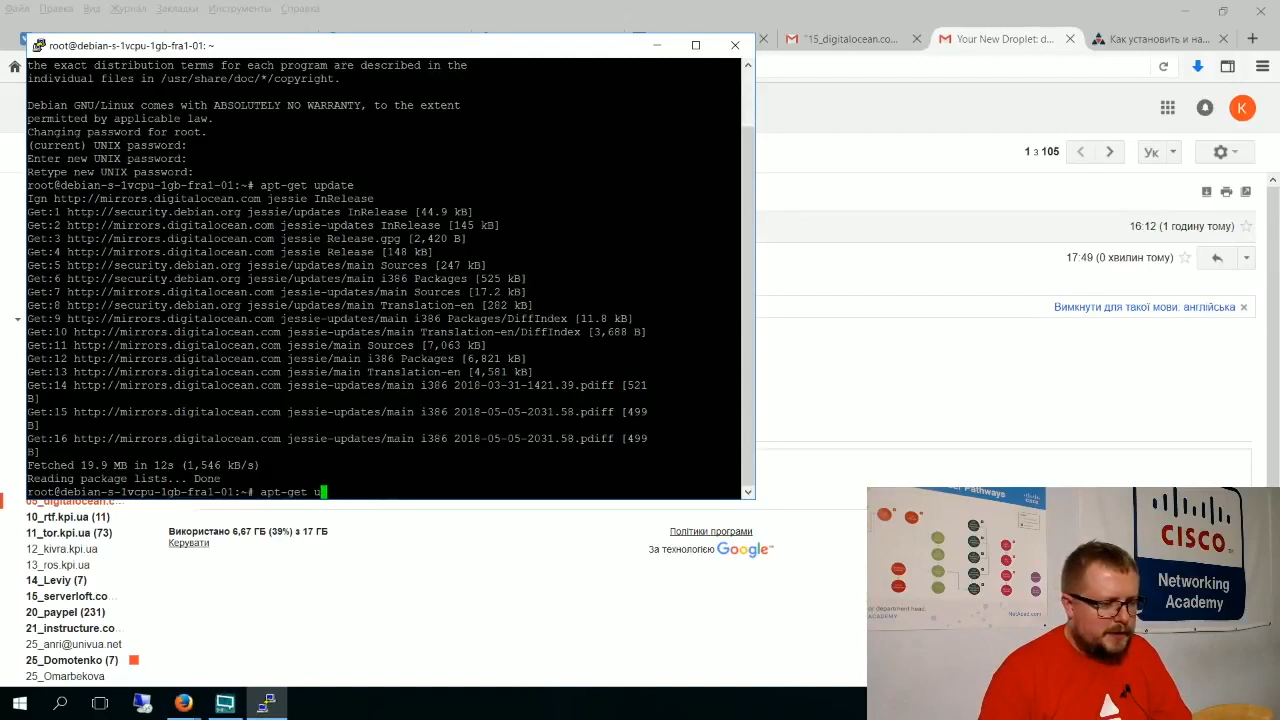 Файл Правка Вид Журнал Закладки Инструменты Справка
root@debian-s-1vcpu-1gb-fra1-01: ~
"15_digitalocean.co...
Your New Droplet: d...
Как установить и на...
the exact distribution terms for each program are described in the
individual files in /usr/share/doc/*/copyright.
Debian GNU/Linux comes with ABSOLUTELY NO WARRANTY, to the extent
permitted by applicable law.
Changing password for root.
(current) UNIX password:
Enter new UNIX password:
Retype new UNIX password:
root@debian-s-1vcpu-1gb-fra1-01:~# apt-get update
Ign http://mirrors.digitalocean.com jessie InRelease
Get:1 http://security.debian.org jessie/updates InRelease [44.9 kB]
Get:2 http://mirrors.digitalocean.com jessie-updates InRelease [145 kB]
Get:3 http://mirrors.digitalocean.com jessie Release.gpg [2,420 B]
Get:4 http://mirrors.digitalocean.com jessie Release [148 kB]
Get:5 http://security.debian.org jessie/updates/main Sources [247 kB]
Get:6 http://security.debian.org jessie/updates/main i386 Packages [525 kB]
Get:7 http://mirrors.digitalocean.com jessie-updates/main Sources [17.2 kB]
Get:8 http://security.debian.org jessie/updates/main Translation-en [282 kB]
Get:9 http://mirrors.digitalocean.com jessie-updates/main i386 Packages/DiffIndex [11.8 kB]
Get:10 http://mirrors.digitalocean.com jessie-updates/main Translation-en/DiffIndex [3,688 B]
Get:11 http://mirrors.digitalocean.com jessie/main Sources [7,063 kB]
Get:12 http://mirrors.digitalocean.com jessie/main i386 Packages [6,821 kB]
Get:13 http://mirrors.digitalocean.com jessie/main Translation-en [4,581 kB]
Get:14 http://mirrors.digitalocean.com jessie-updates/main i386 2018-03-31-1421.39.pdiff [521
B]
Get:15 http://mirrors.digitalocean.com jessie-updates/main i386 2018-05-05-2031.58.pdiff [499
B]
Get:16 http://mirrors.digitalocean.com jessie-updates/main i386 2018-05-05-2031.58.pdiff [499
B]
Fetched 19.9 MB in 12s (1,546 kB/s)
Reading package lists... Done
root@debian-s-1vcpu-1gb-fra1-01:~# apt-get u
К
1 з 105
Ук
16:12 (1 годину тому)
17:49 (0 хвилин тому)
Вимкнути для такої мови: англійська
05_digitalocean.c...
10_rtf.kpi.ua (11)
11_tor.kpi.ua (73)
12_kivra.kpi.ua
13_ros.kpi.ua
14_Leviy (7)
15_serverloft.co...
20_paypel (231)
21_instructure.co...
25_anri@univua.net
25_Domotenko (7)
25_Omarbekova
Використано 6,67 ГБ (39%) з 17 ГБ
Керувати
Політики програми
За технологією Google™
Pathways
NetAcad.com
CISCO
Networking
Academy